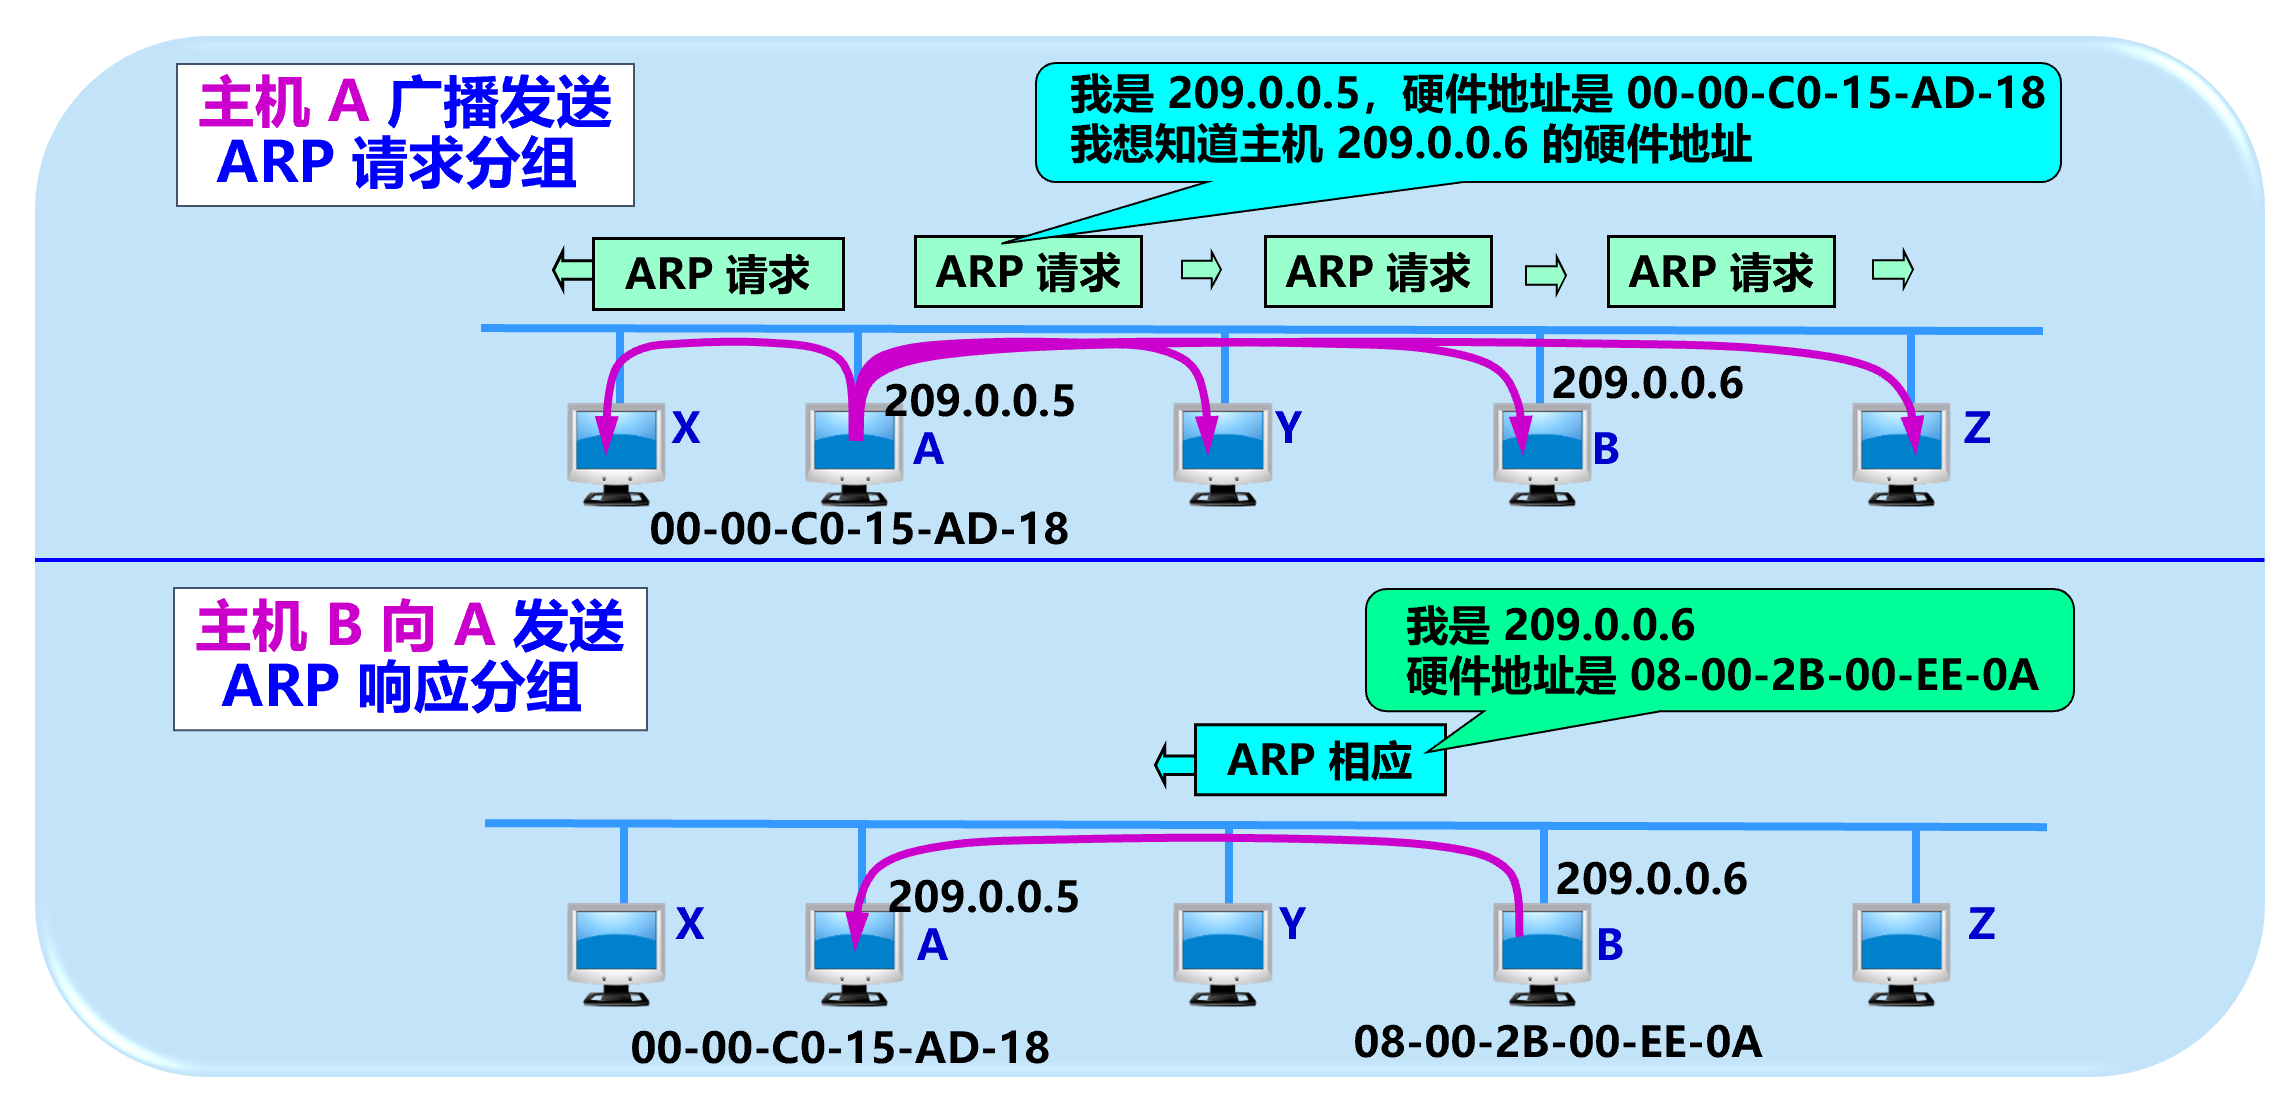 主机 A 广播发送
ARP 请求分组
我是 209.0.0.5，硬件地址是 00-00-C0-15-AD-18
我想知道主机 209.0.0.6 的硬件地址
ARP 请求
ARP 请求
ARP 请求
ARP 请求
209.0.0.5
209.0.0.6
X
A
Y
B
Z
00-00-C0-15-AD-18
主机 B 向 A 发送
ARP 响应分组
我是 209.0.0.6
硬件地址是 08-00-2B-00-EE-0A
ARP 相应
209.0.0.5
209.0.0.6
X
A
Y
B
Z
00-00-C0-15-AD-18
08-00-2B-00-EE-0A